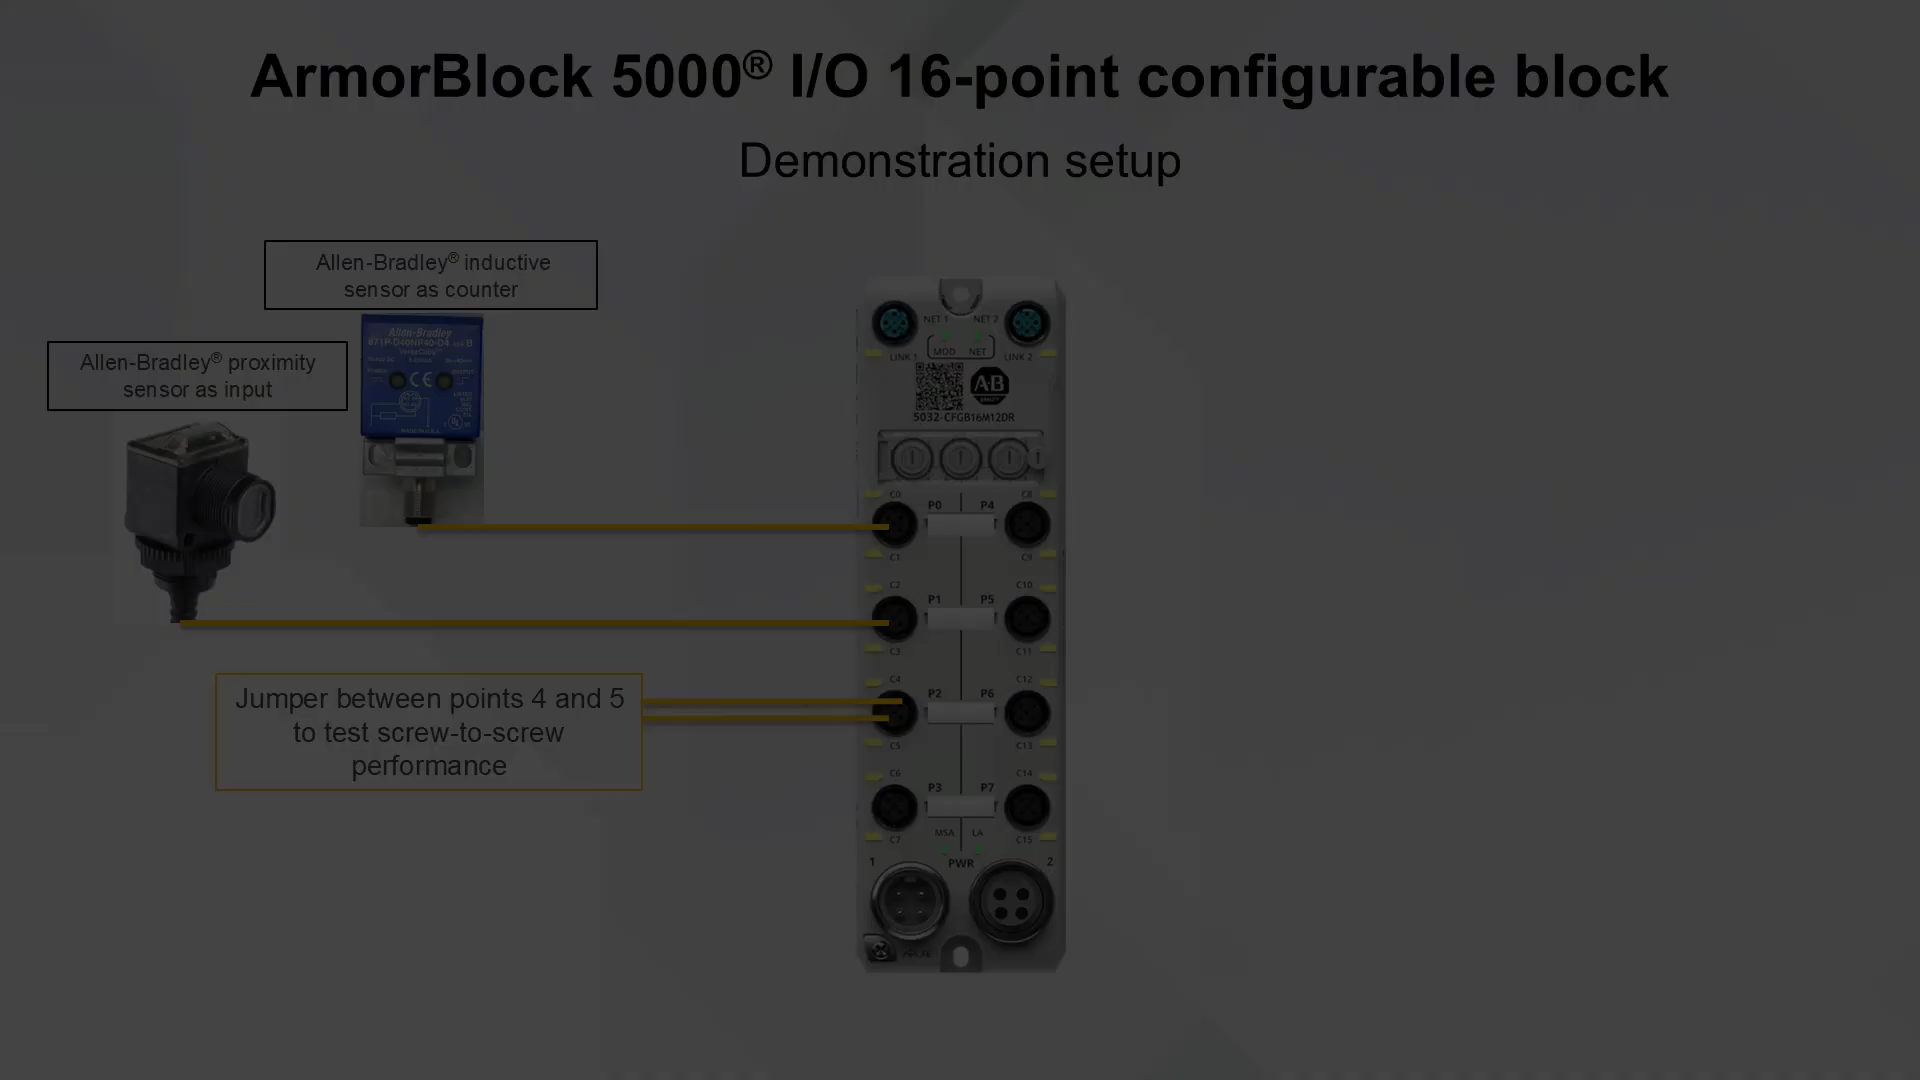 ArmorBlock 5000® I/O 16-point configurable block
Demonstration setup
Allen-Bradley® inductive
sensor as counter
Allen-Bradley® proximity
sensor as input
Allen-Bradley
871P-D40NP40-D4
B
Jumper between points 4 and 5
to test screw-to-screw
performance
NET 1 NET 2
LINK 1 MOD NET LINK 2
A-B
5032-CFGB16M12DR
C0 P0 P4 C8
C1 C9
C2 C10
P1 P5
C3 C11
C4 C12
P2 P6
C5 C13
C6 C14
P3 P7
C7 MSA LA C15
1 PWR 2